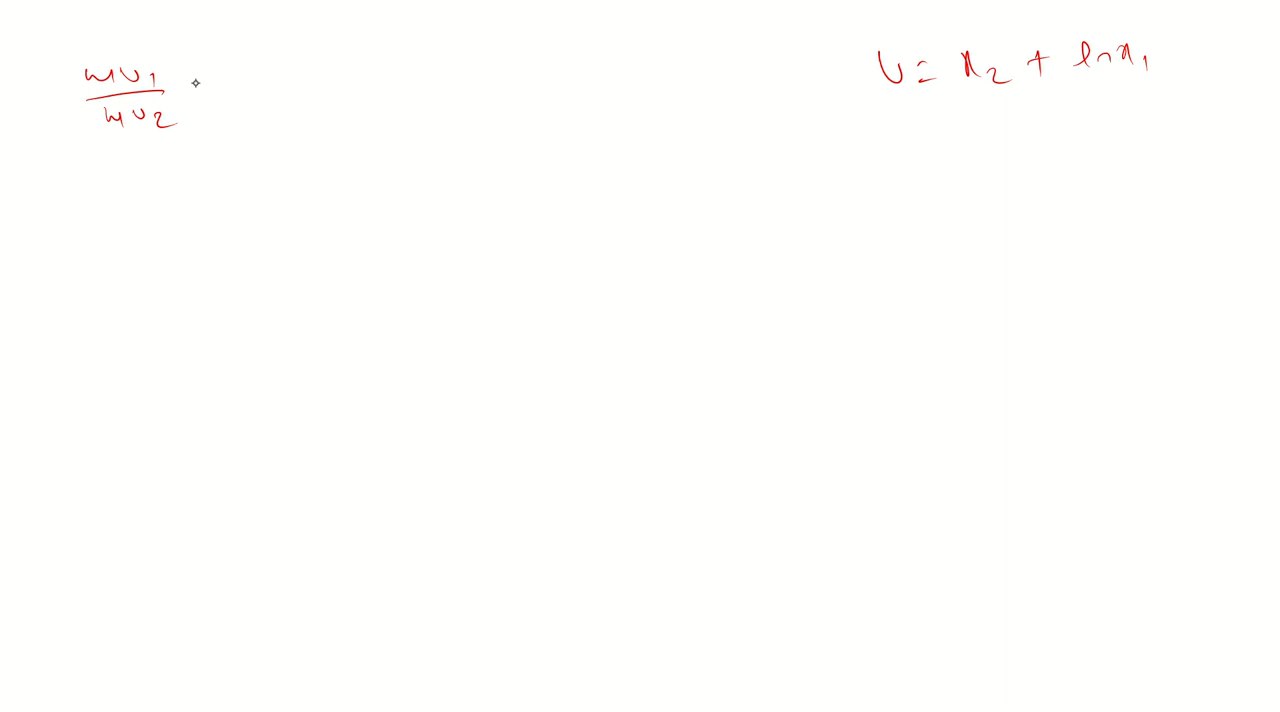 MU₁
MU₂
U = x₂ + ln x₁